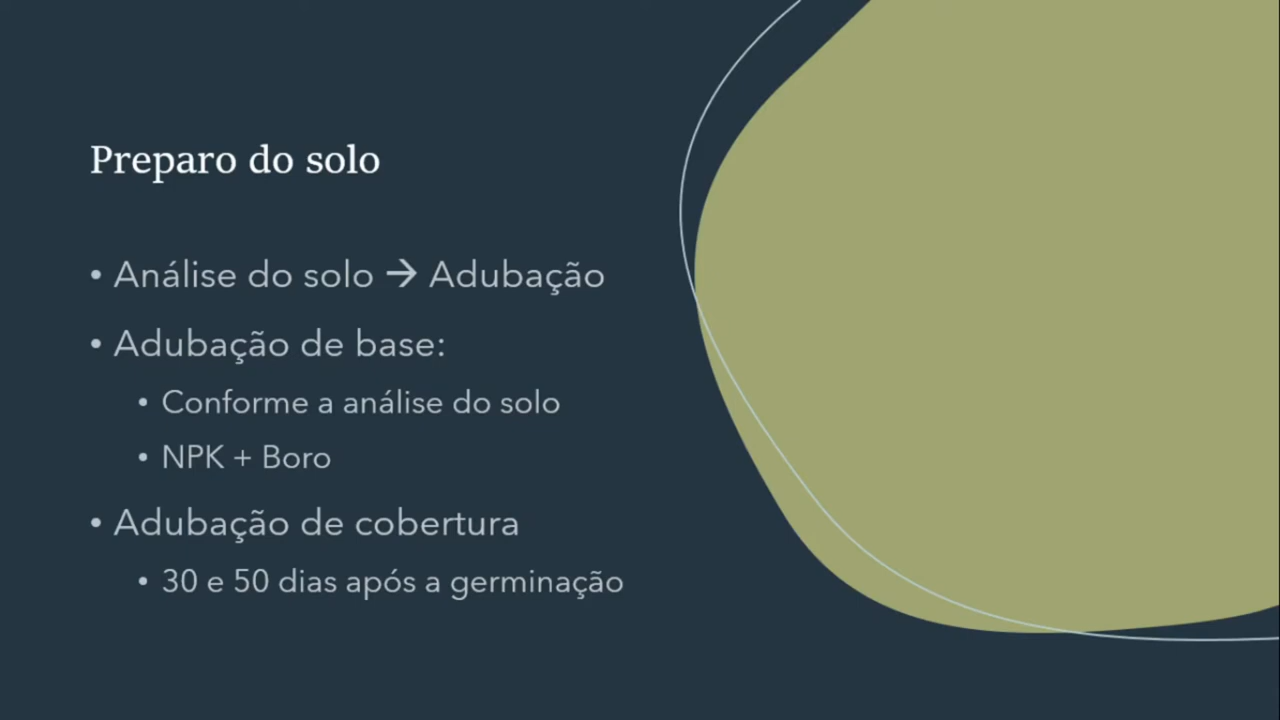 Preparo do solo
• Análise do solo → Adubação
• Adubação de base:
• Conforme a análise do solo
• NPK + Boro
• Adubação de cobertura
• 30 e 50 dias após a germinação